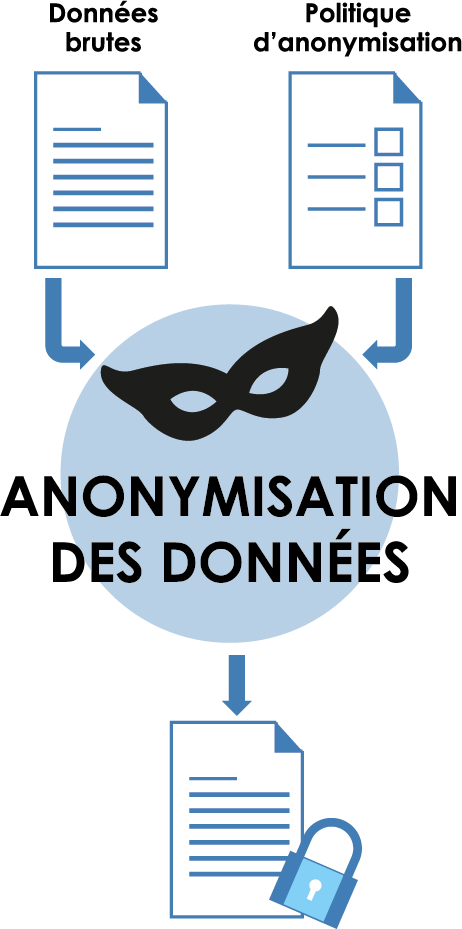 Données
brutes
Politique
d'anonymisation
ANONYMISATION
DES DONNÉES